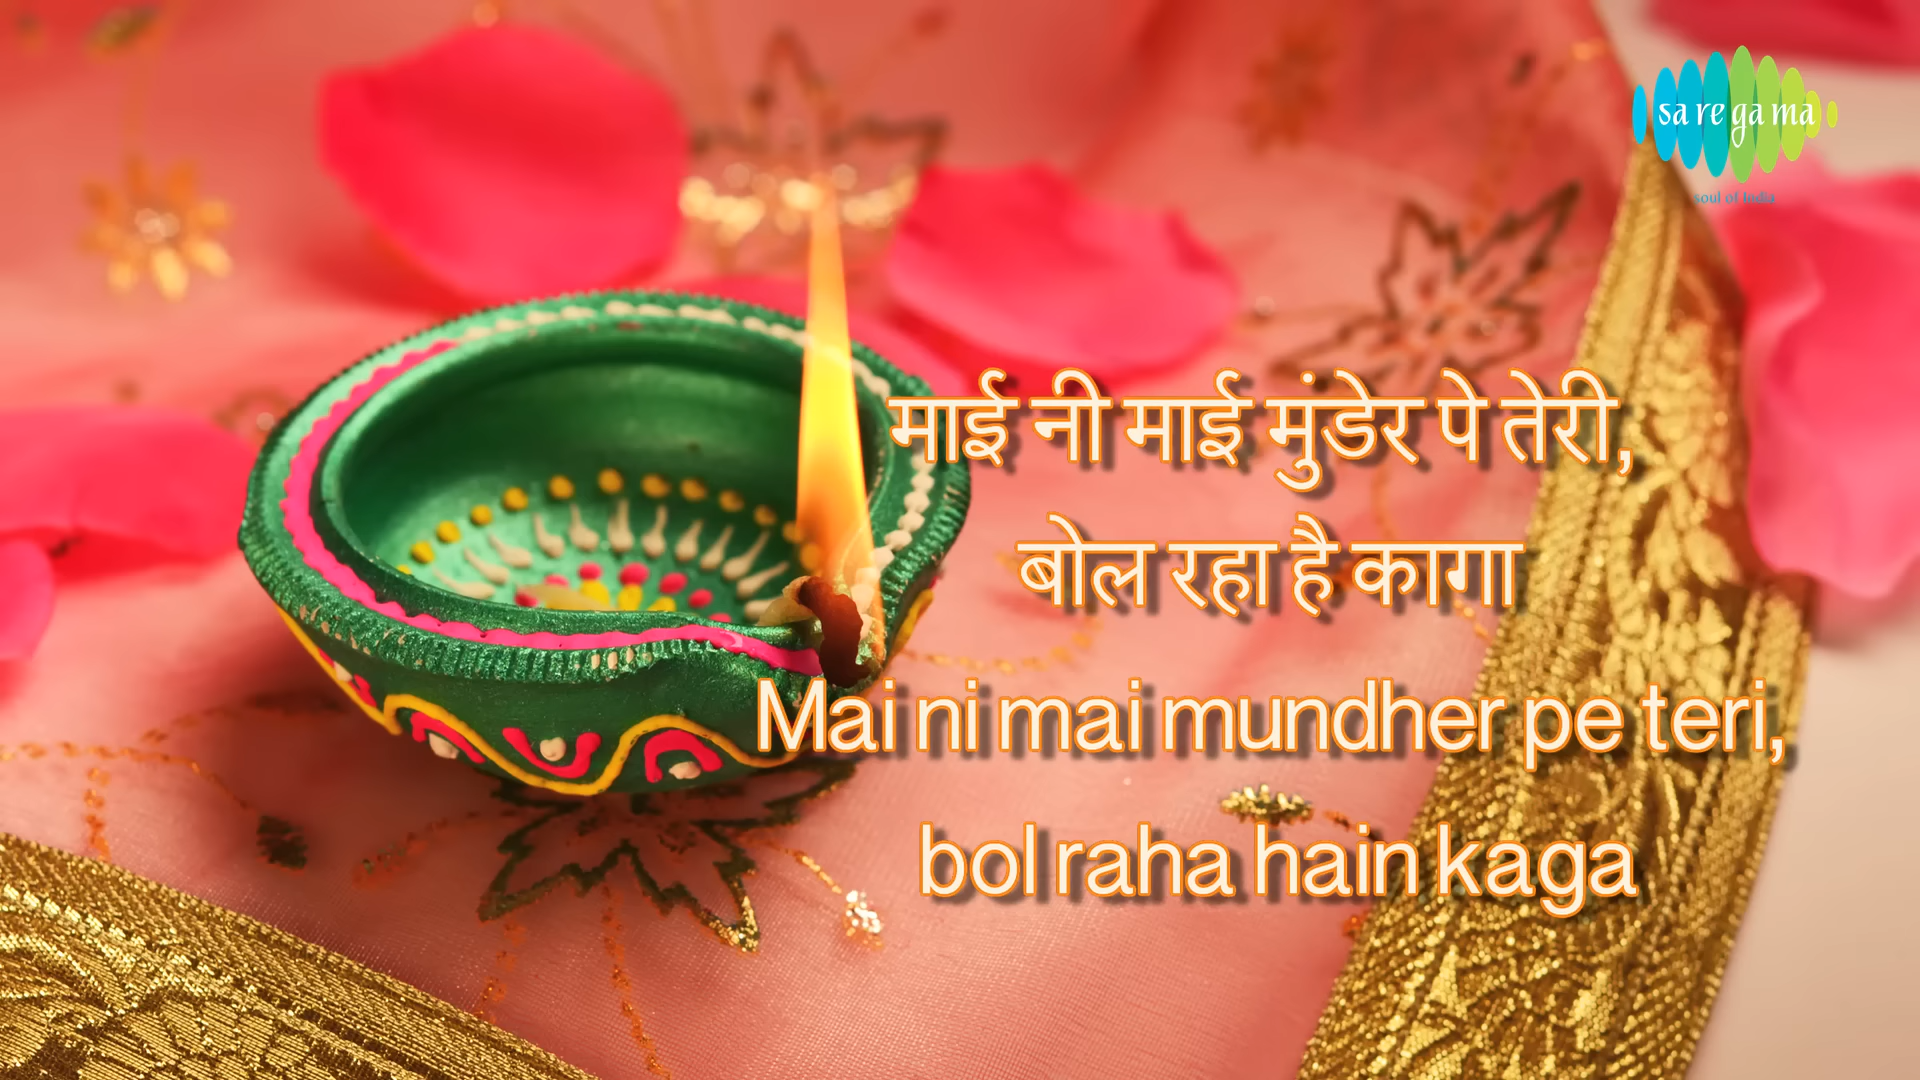 sa re ga ma
soul of India
माई नी माई मुंडेर पे तेरी,
बोल रहा है कागा
Mai ni mai mundher pe teri,
bol raha hain kaga